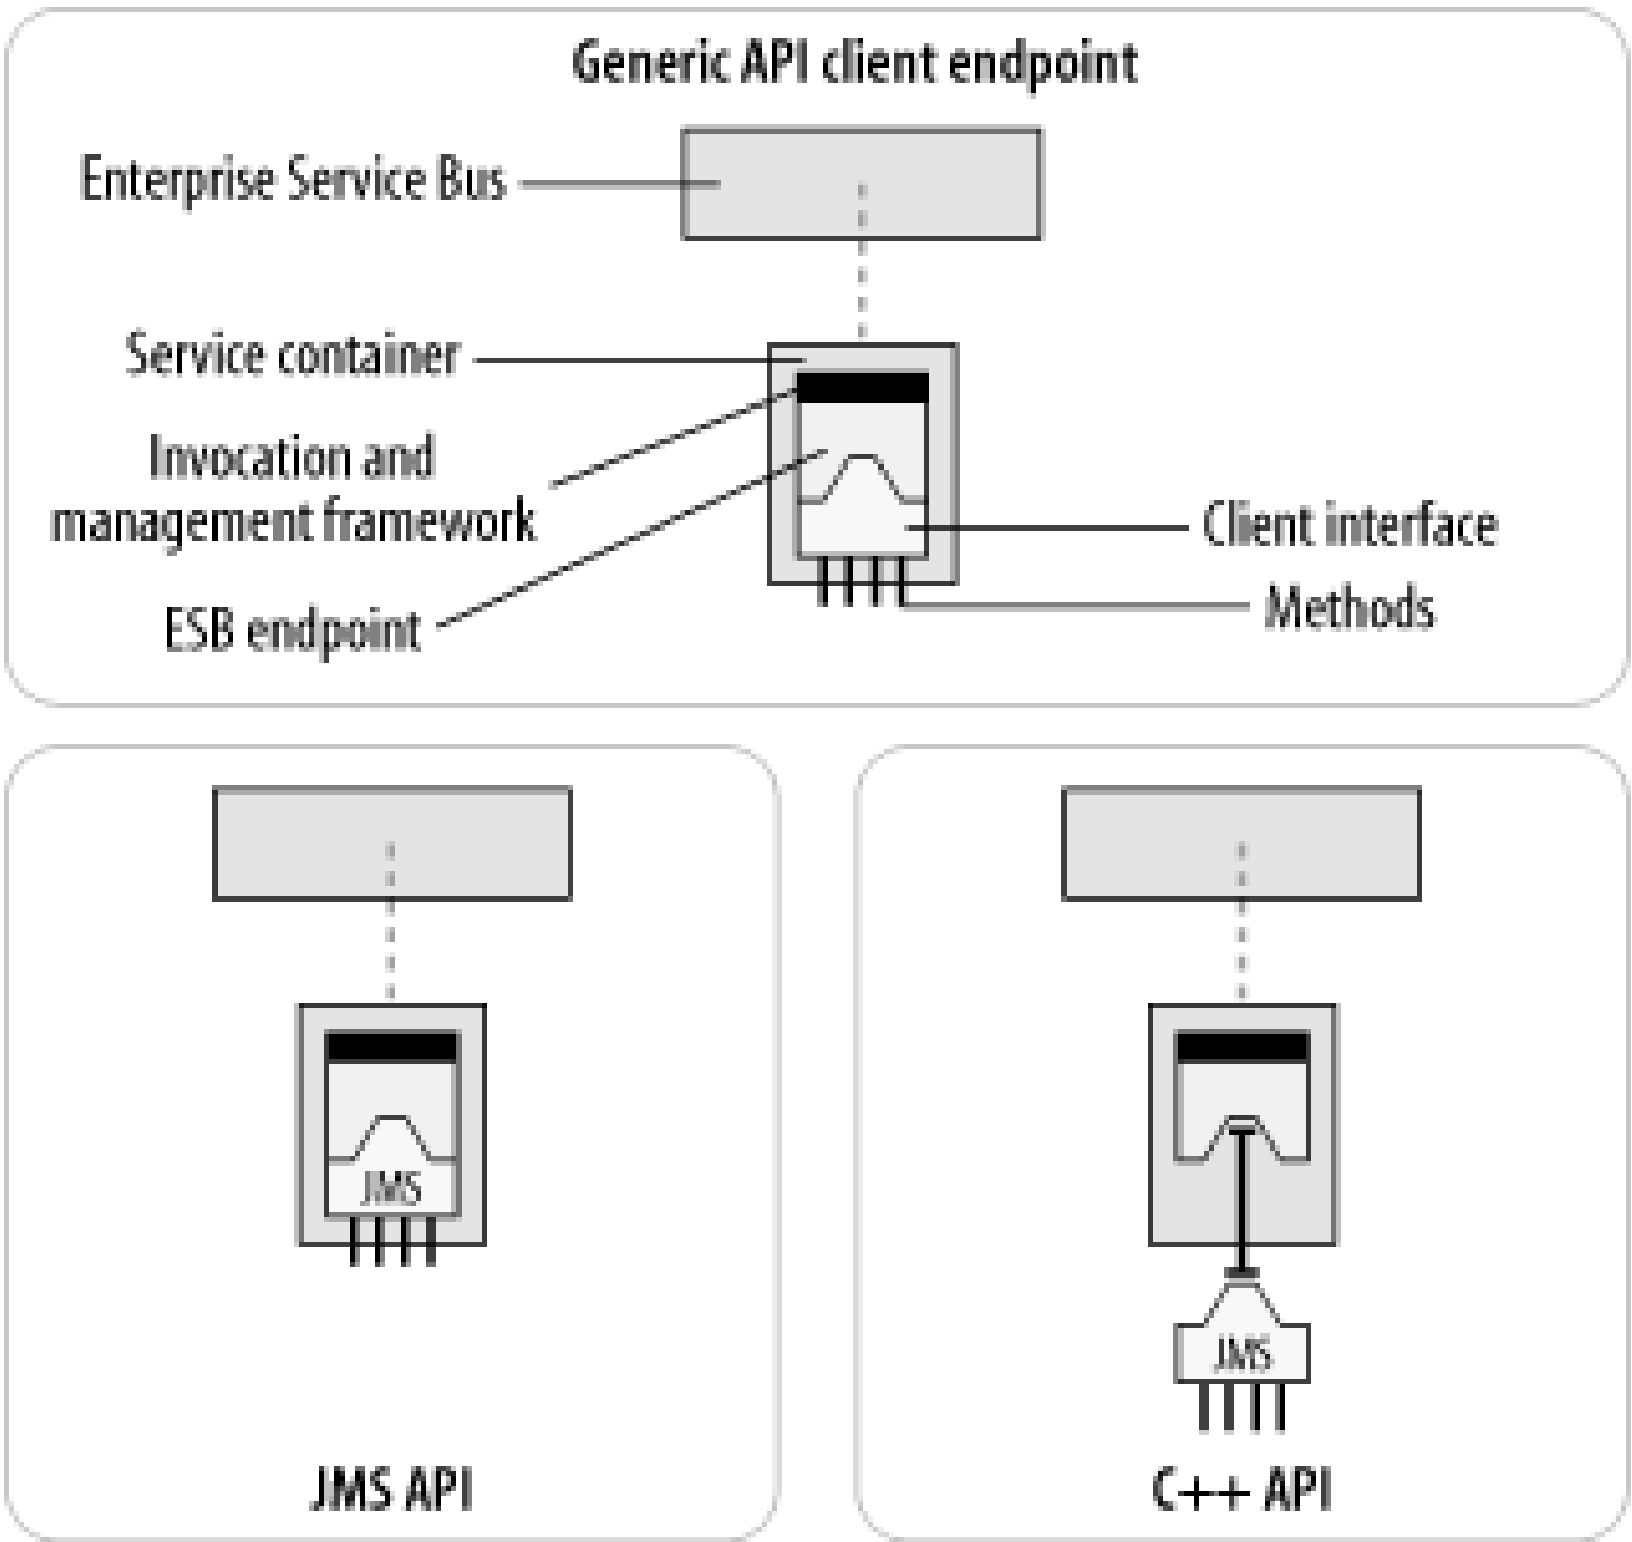 Generic API client endpoint
Enterprise Service Bus
Service container
Invocation and
management framework
ESB endpoint
Client interface
Methods
JMS
JMS API
JMS
C++ API